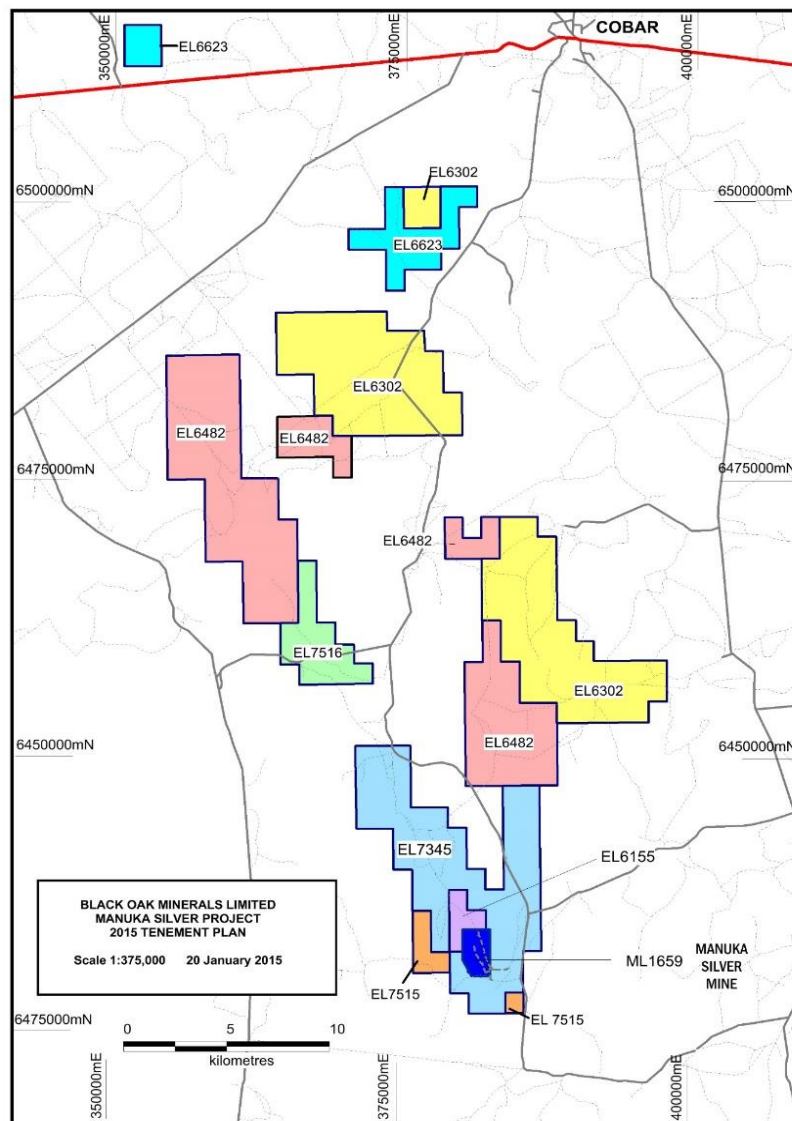 350000mE
375000mE
400000mE
COBAR
EL6623
6500000mN
6500000mN
EL6302
EL6623
EL6302
EL6482
EL6482
6475000mN
6475000mN
EL6482
EL7516
EL6302
EL6482
6450000mN
6450000mN
EL7345
EL6155
BLACK OAK MINERALS LIMITED
MANUKA SILVER PROJECT
2015 TENEMENT PLAN
Scale 1:375,000 20 January 2015
ML1659
MANUKA
SILVER
MINE
EL7515
EL 7515
6475000mN
6475000mN
0 5 10
kilometres
350000mE
375000mE
400000mE